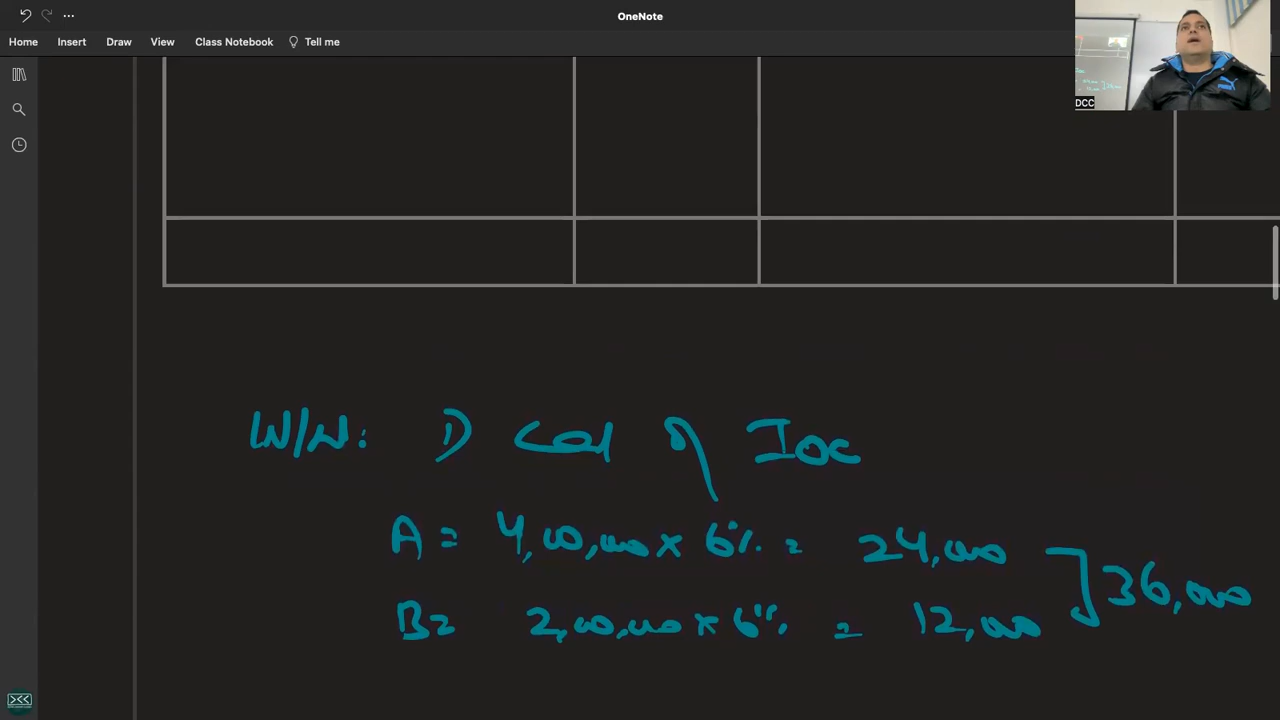 OneNote
Home Insert Draw View Class Notebook Tell me
DCC
W/N: 1) Cal of IOC
A = 4,00,000 x 6% = 24,000
B = 2,00,000 x 6% = 12,000
] 36,000